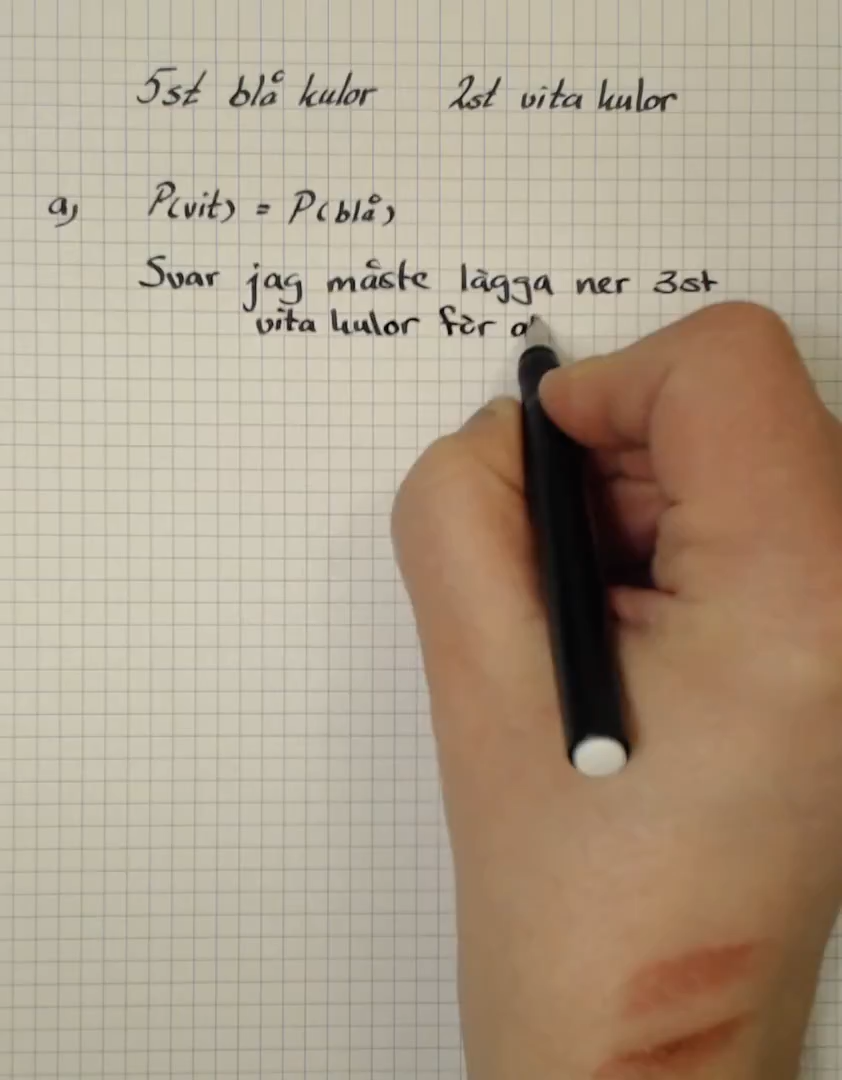 5st blå kulor 2st vita kulor
a) P(vit) = P(blå)
Svar jag måste lägga ner 3st
vita kulor för